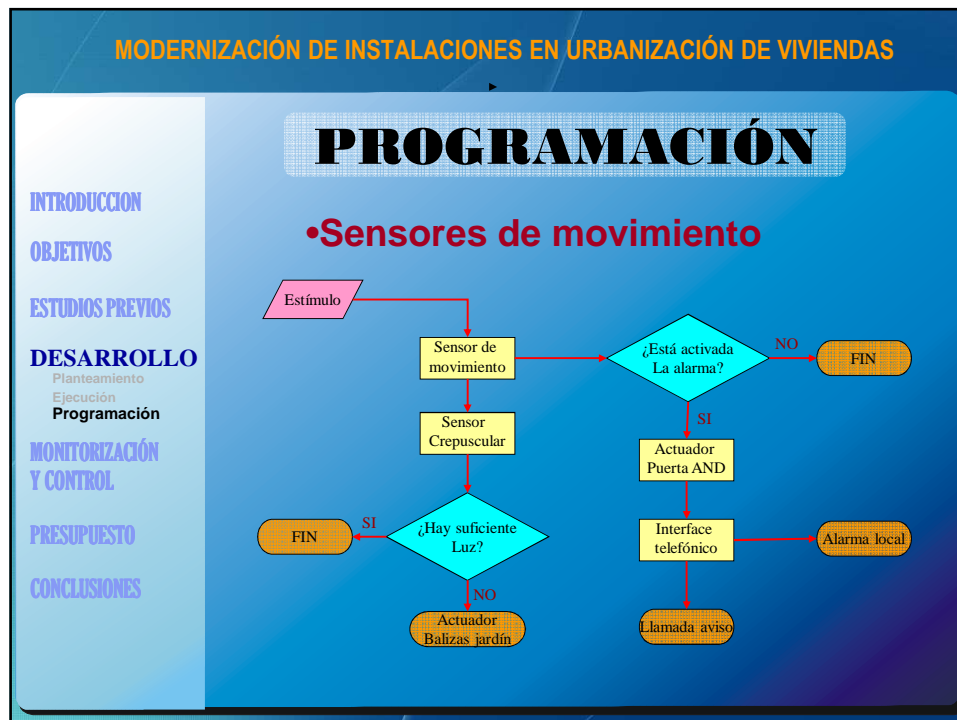 MODERNIZACIÓN DE INSTALACIONES EN URBANIZACIÓN DE VIVIENDAS
PROGRAMACIÓN
INTRODUCCION
OBJETIVOS
ESTUDIOS PREVIOS
DESARROLLO
Planteamiento
Ejecución
Programación
MONITORIZACIÓN
Y CONTROL
PRESUPUESTO
CONCLUSIONES
•Sensores de movimiento
Estímulo
Sensor de
movimiento
¿Está activada
La alarma?
NO
FIN
SI
Sensor
Crepuscular
Actuador
Puerta AND
¿Hay suficiente
Luz?
SI
FIN
NO
Actuador
Balizas jardín
Interface
telefónico
Alarma local
Llamada aviso